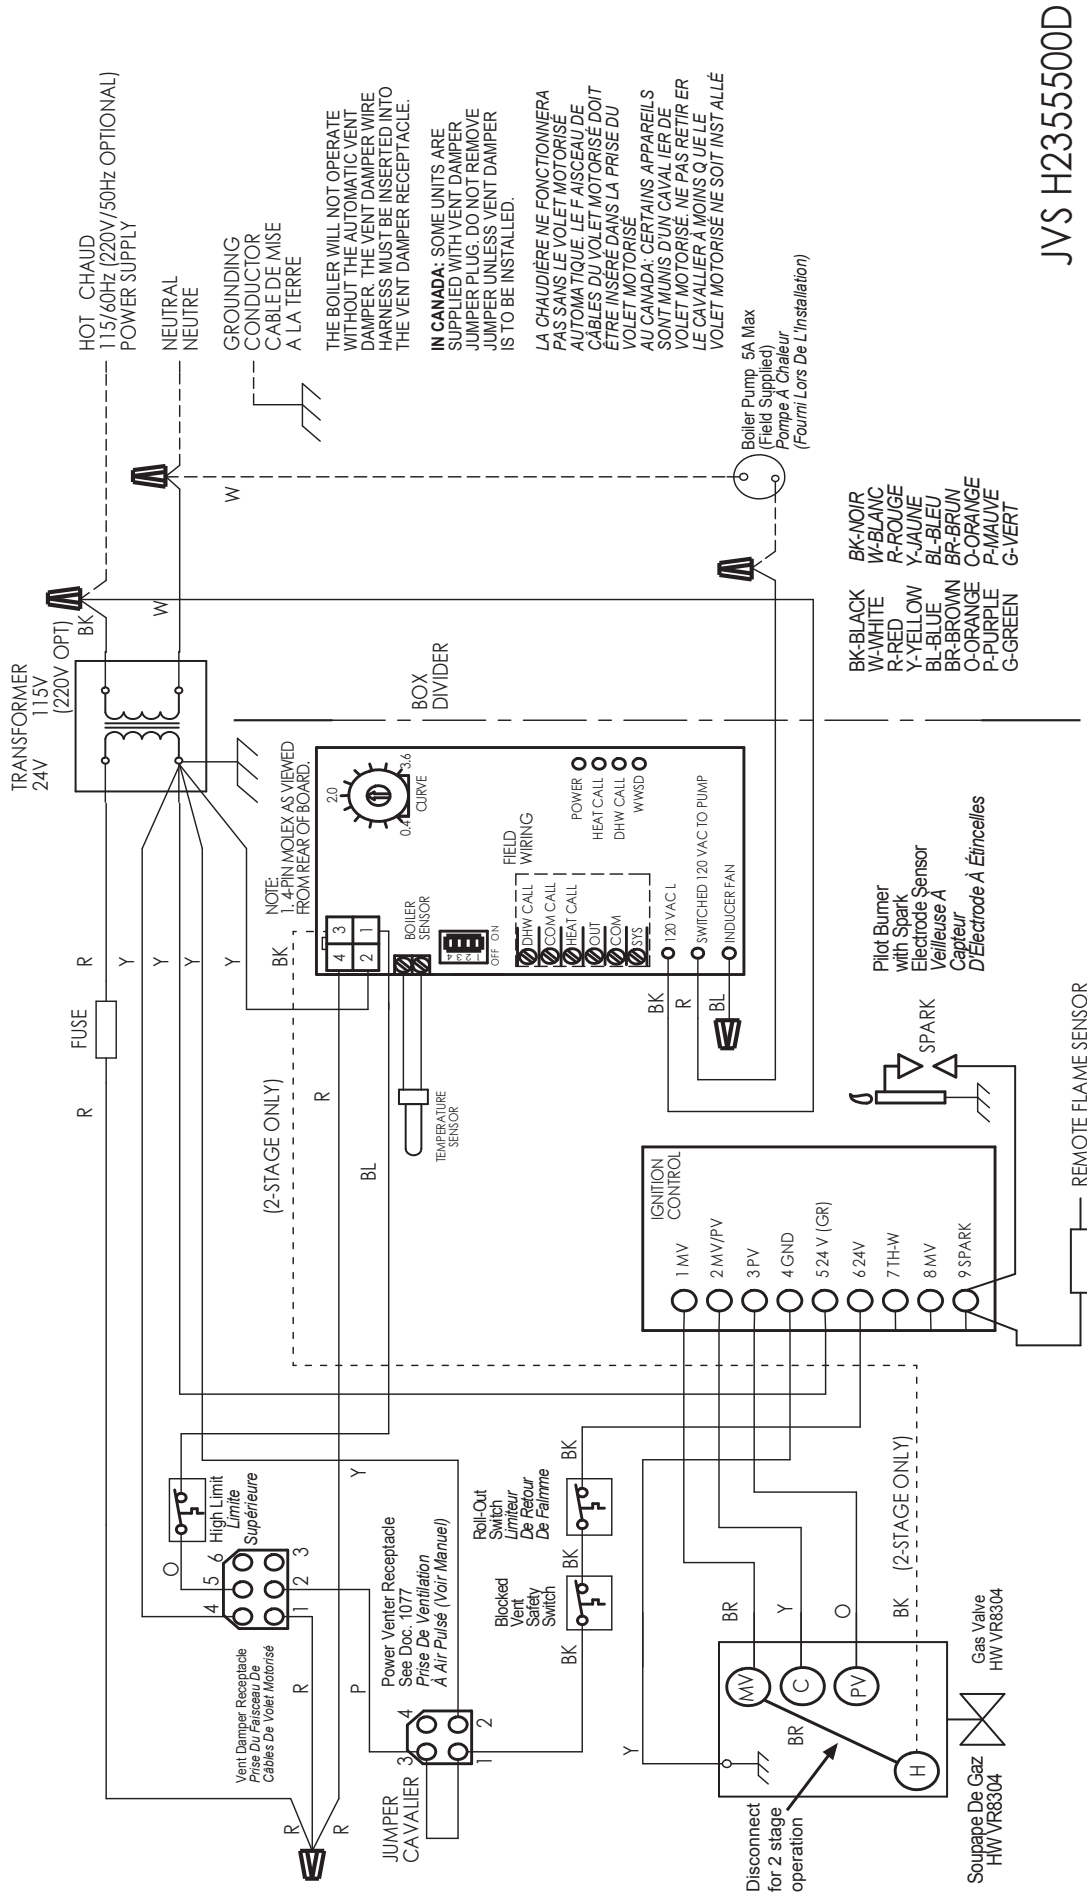 TRANSFORMER
24V 115V
(220V OPT)
HOT CHAUD
115/60Hz (220V/50Hz OPTIONAL)
POWER SUPPLY
NEUTRAL
NEUTRE
GROUNDING
CONDUCTOR
CABLE DE MISE
A LA TERRE
THE BOILER WILL NOT OPERATE
WITHOUT THE AUTOMATIC VENT
DAMPER. THE VENT DAMPER WIRE
HARNESS MUST BE INSERTED INTO
THE VENT DAMPER RECEPTACLE.
IN CANADA: SOME UNITS ARE
SUPPLIED WITH VENT DAMPER
JUMPER PLUG. DO NOT REMOVE
JUMPER UNLESS VENT DAMPER
IS TO BE INSTALLED.
LA CHAUDIÈRE NE FONCTIONNERA
PAS SANS LE VOLET MOTORISÉ
AUTOMATIQUE. LE F AISCEAU DE
CÂBLES DU VOLET MOTORISÉ DOIT
ÊTRE INSÉRÉ DANS LA PRISE DU
VOLET MOTORISÉ
AU CANADA: CERTAINS APPAREILS
SONT MUNIS D'UN CAVAL IER DE
VOLET MOTORISÉ. NE PAS RETIR ER
LE CAVALLIER À MOINS Q UE LE
VOLET MOTORISÉ NE SOIT INST ALLÉ
Boiler Pump 5A Max
(Field Supplied)
Pompe À Chaleur
(Fourni Lors De L'Installation)
BK
W
W
BOX
DIVIDER
BK-BLACK BK-NOIR
W-WHITE W-BLANC
R-RED R-ROUGE
Y-YELLOW Y-JAUNE
BL-BLUE BL-BLEU
BR-BROWN BR-BRUN
O-ORANGE O-ORANGE
P-PURPLE P-MAUVE
G-GREEN G-VERT
JVS H2355500D
FUSE
R
R
Y
Y
Y
BK
NOTE:
1. 4-PIN MOLEX AS VIEWED
FROM REAR OF BOARD.
4 3
2 1
BOILER
SENSOR
1 2 3 4
OFF ON
0.4 2.0 3.6
CURVE
FIELD
WIRING
DHW CALL
COM CALL
HEAT CALL
OUT
COM
SYS
POWER
HEAT CALL
DHW CALL
WWSD
120 VAC L
SWITCHED 120 VAC TO PUMP
INDUCER FAN
BK
R
BL
(2-STAGE ONLY)
R
BL
TEMPERATURE
SENSOR
Pilot Burner
with Spark
Electrode Sensor
Veilleuse À
Capteur
D'Électrode À Étincelles
SPARK
REMOTE FLAME SENSOR
IGNITION
CONTROL
1 MV
2 MV/PV
3 PV
4 GND
5 24 V (GR)
6 24V
7 TH-W
8 MV
9 SPARK
High Limit
Limite
Supérieure
O
4 5 6
1 2 3
Vent Damper Receptacle
Prise Du Faisceau De
Câbles De Volet Motorisé
R
R
R
P
Y
Power Venter Receptacle
See Doc. 1077
Prise De Ventilation
À Air Pulsé (Voir Manuel)
3 4
1 2
JUMPER
CAVALIER
Roll-Out
Switch
Limiteur
De Retour
De Falmme
Blocked
Vent
Safety
Switch
BK
BK
BK
Y
BR
Y
O
BK
(2-STAGE ONLY)
MV
C
PV
H
BR
Disconnect
for 2 stage
operation
Gas Valve
HW VR8304
Soupape De Gaz
HW VR8304